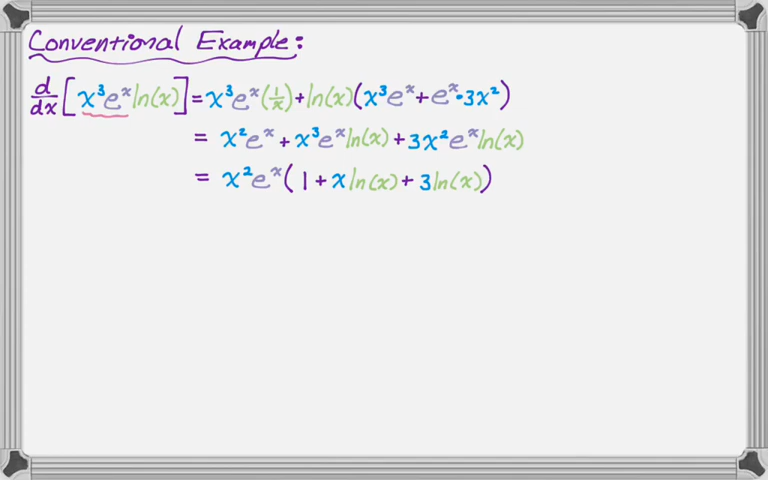 Conventional Example:
d/dx [x³eˣln(x)] = x³eˣ(1/x) + ln(x)(x³eˣ + eˣ·3x²)
= x²eˣ + x³eˣln(x) + 3x²eˣln(x)
= x²eˣ(1 + xln(x) + 3ln(x))